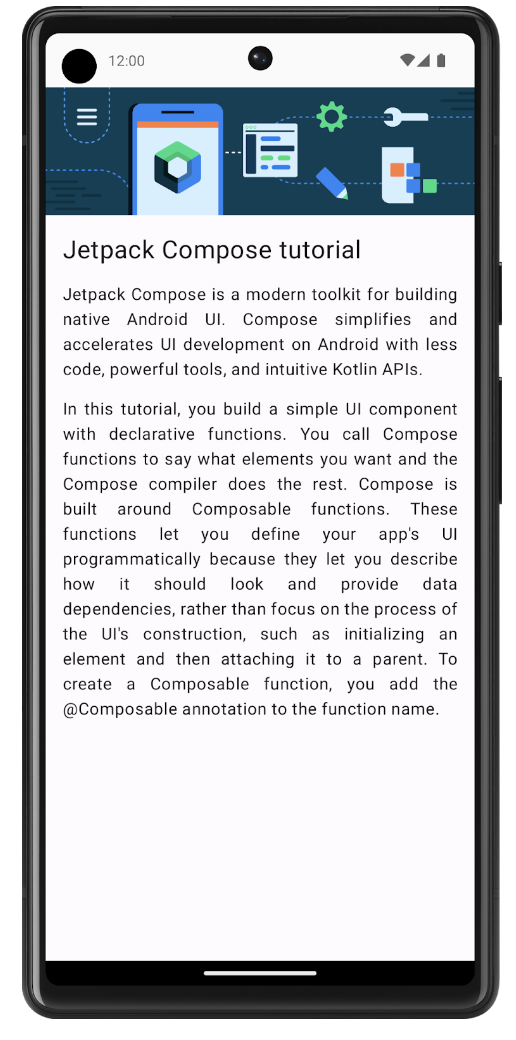 12:00
Jetpack Compose tutorial
Jetpack Compose is a modern toolkit for building
native Android UI. Compose simplifies and
accelerates UI development on Android with less
code, powerful tools, and intuitive Kotlin APIs.
In this tutorial, you build a simple UI component
with declarative functions. You call Compose
functions to say what elements you want and the
Compose compiler does the rest. Compose is
built around Composable functions. These
functions let you define your app's UI
programmatically because they let you describe
how it should look and provide data
dependencies, rather than focus on the process of
the UI's construction, such as initializing an
element and then attaching it to a parent. To
create a Composable function, you add the
@Composable annotation to the function name.